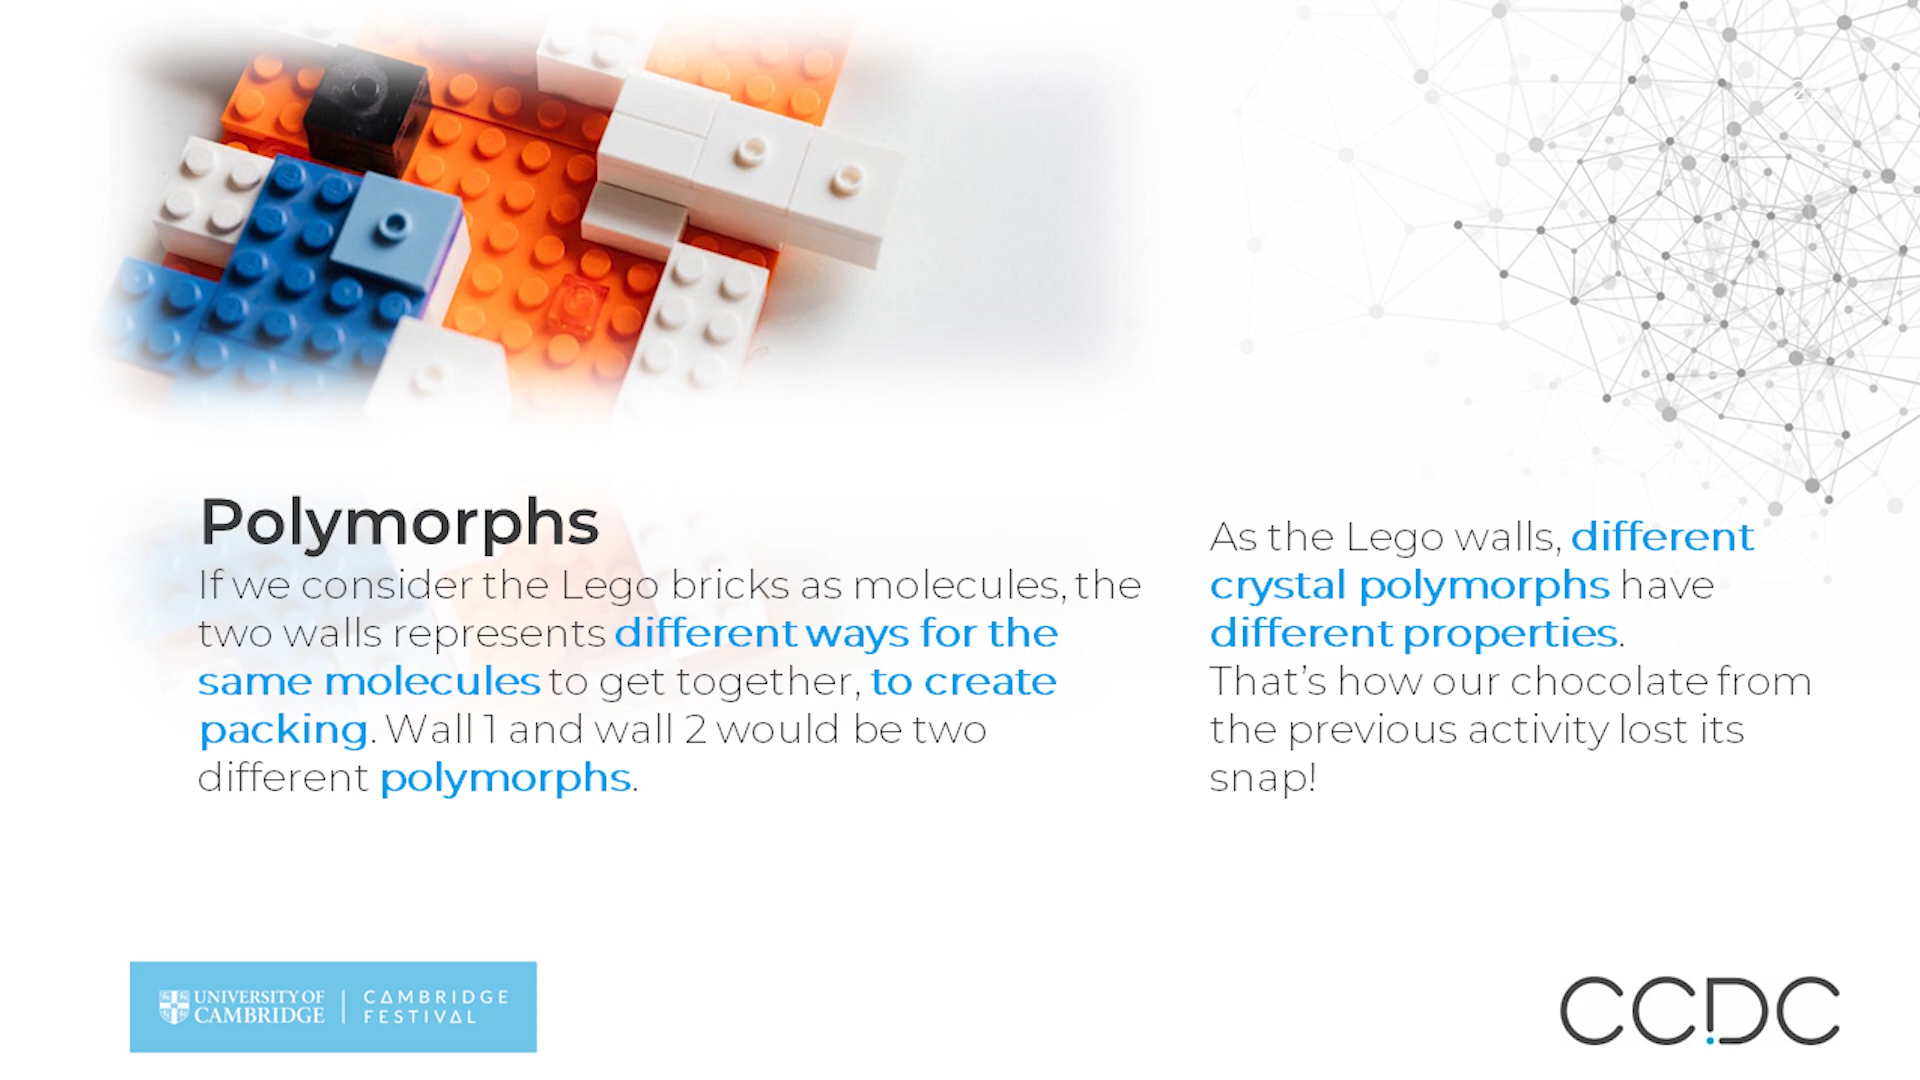 Polymorphs
If we consider the Lego bricks as molecules, the
two walls represents different ways for the
same molecules to get together, to create
packing. Wall 1 and wall 2 would be two
different polymorphs.
As the Lego walls, different
crystal polymorphs have
different properties.
That's how our chocolate from
the previous activity lost its
snap!
UNIVERSITY OF
CAMBRIDGE
CAMBRIDGE
FESTIVAL
CCDC